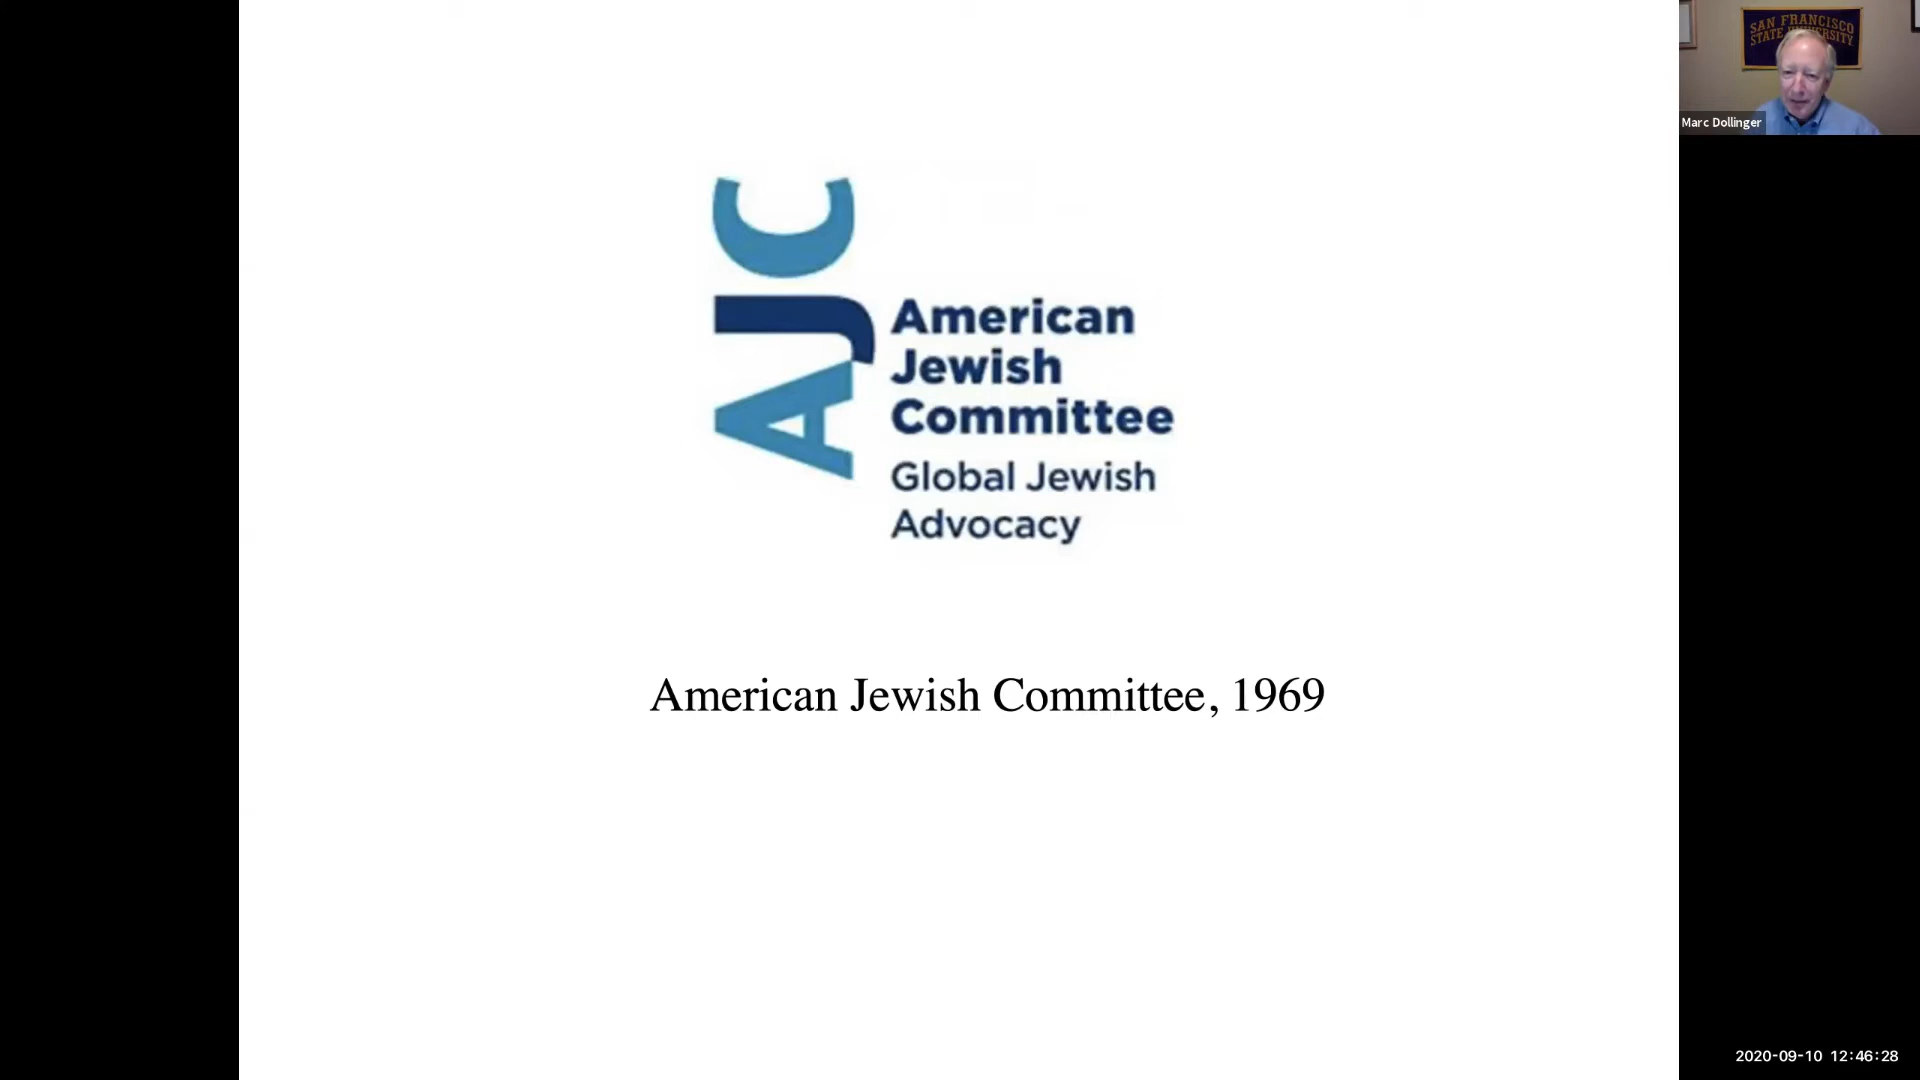 SAN FRANCISCO
STATE UNIVERSITY
Marc Dollinger
AJC
American
Jewish
Committee
Global Jewish
Advocacy
American Jewish Committee, 1969
2020-09-10 12:46:28